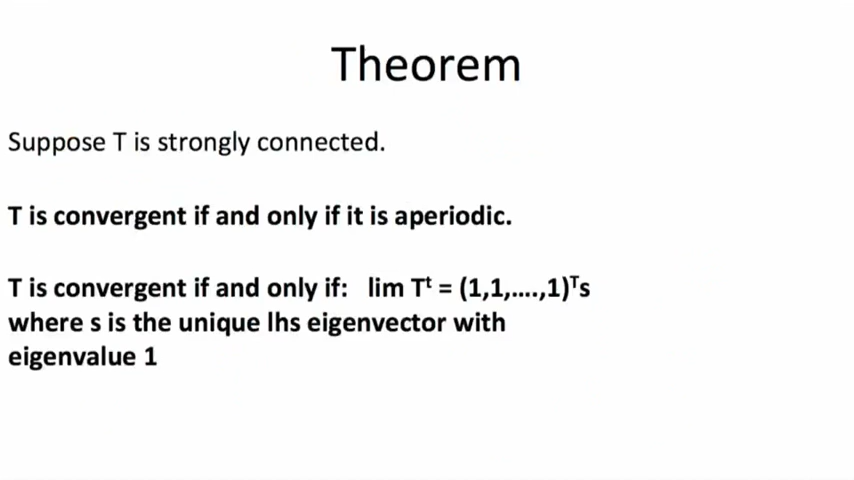 Theorem
Suppose T is strongly connected.
T is convergent if and only if it is aperiodic.
T is convergent if and only if: lim Tᵗ = (1,1,....,1)ᵀs
where s is the unique lhs eigenvector with
eigenvalue 1